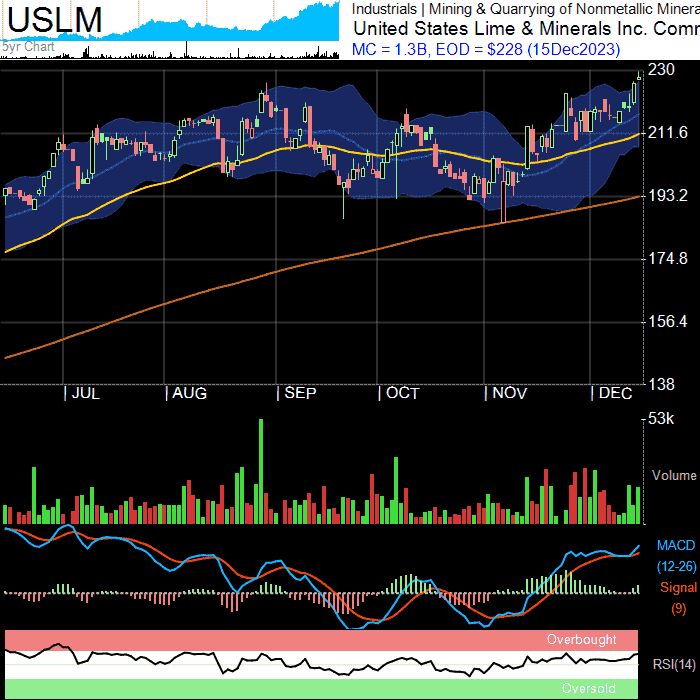 USLM
5yr Chart
Industrials | Mining & Quarrying of Nonmetallic Minera
United States Lime & Minerals Inc. Comm
MC = 1.3B, EOD = $228 (15Dec2023)
230
211.6
193.2
174.8
156.4
138
| JUL | AUG | SEP | OCT | NOV | DEC
53k
Volume
MACD
(12-26)
Signal
(9)
Overbought
RSI(14)
Oversold